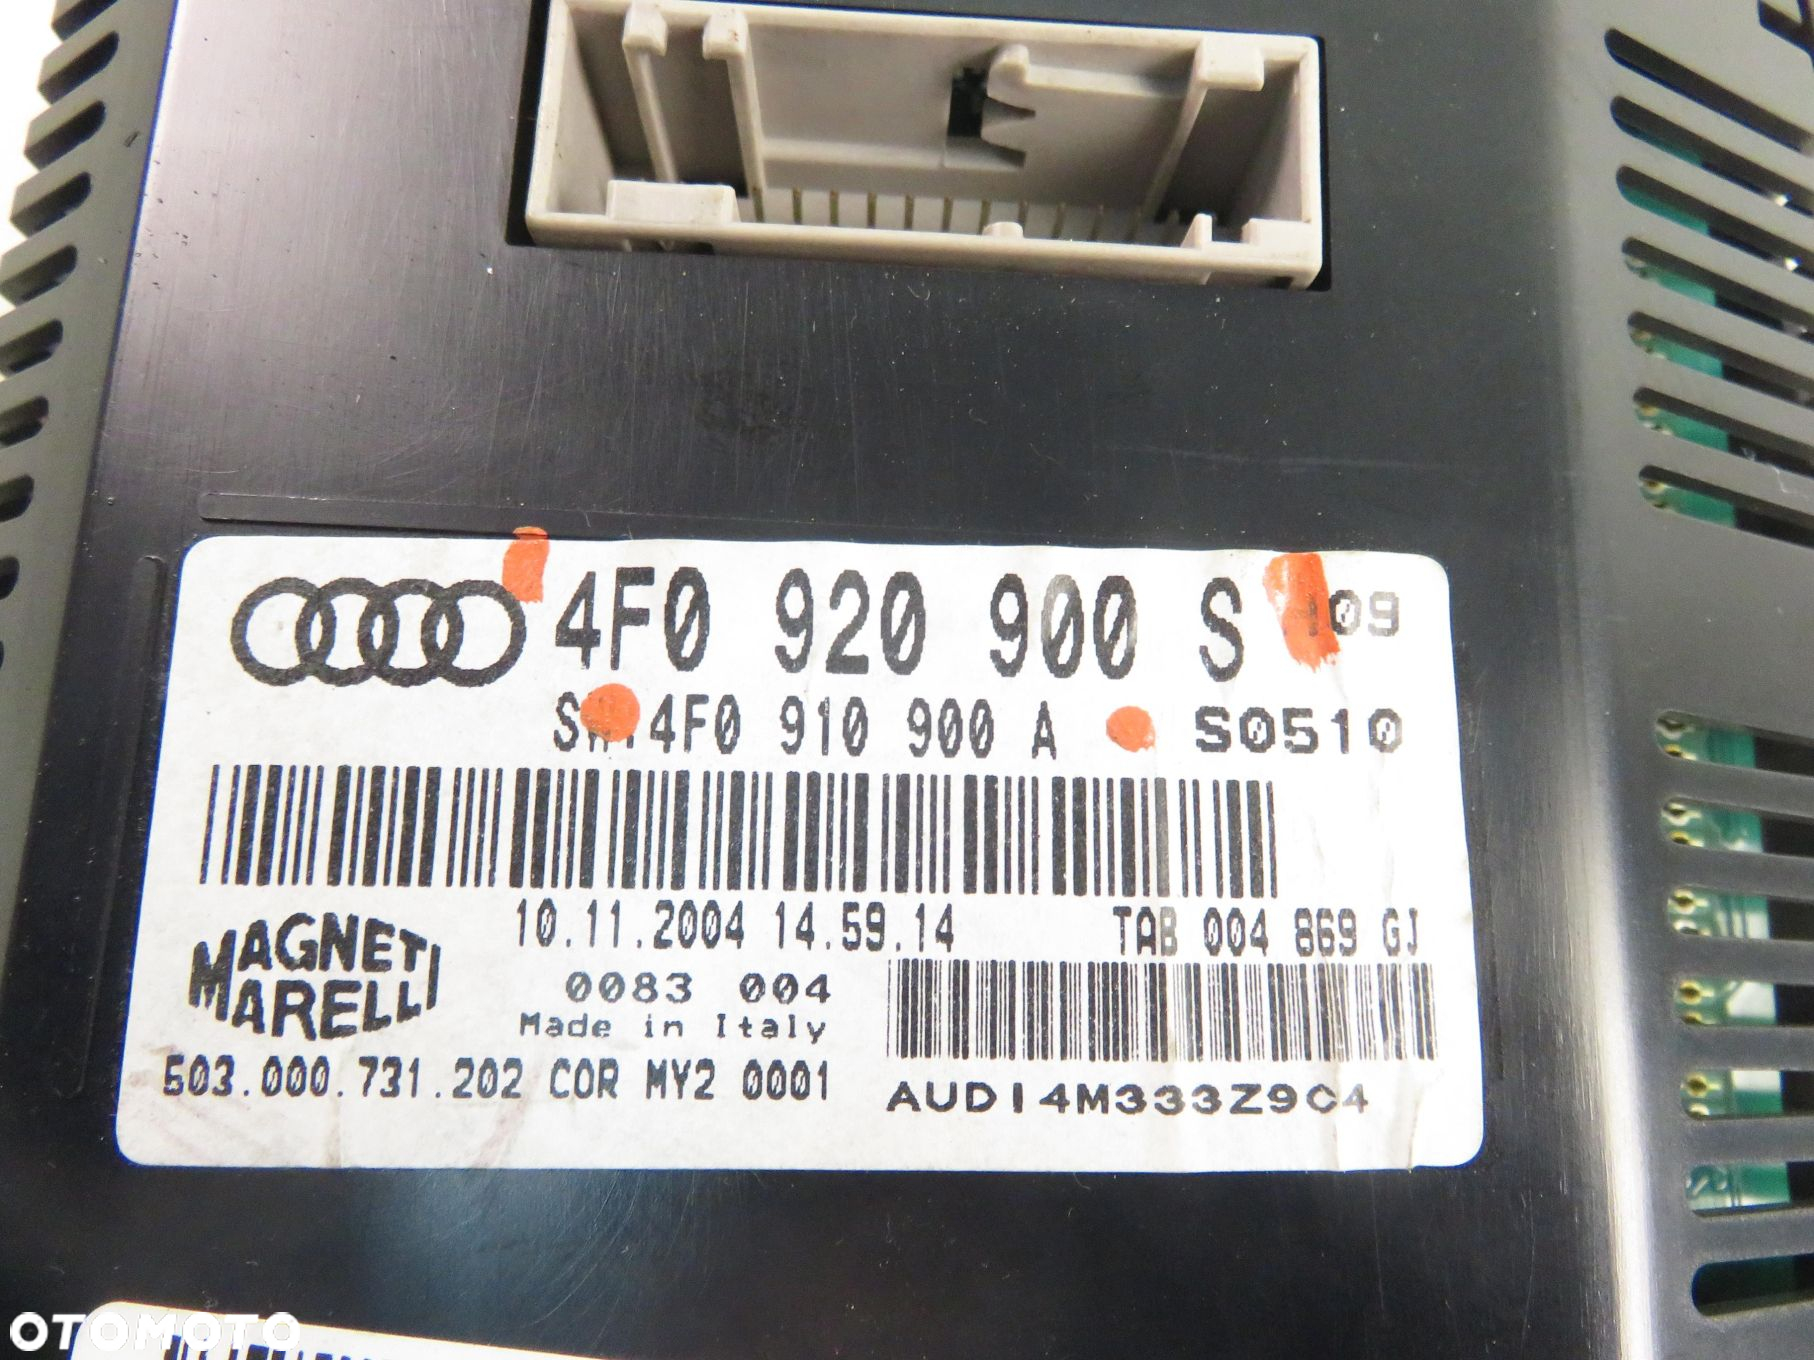 4F0 920 900 S
4F0 910 900 A S0510
10.11.2004 14.59.14 TAB 004 869 GJ
MAGNETI
MARELLI
0083 004
Made in Italy
503.000.731.202 COR MY2 0001
AUDI4M333Z9C4
OTOMOTO